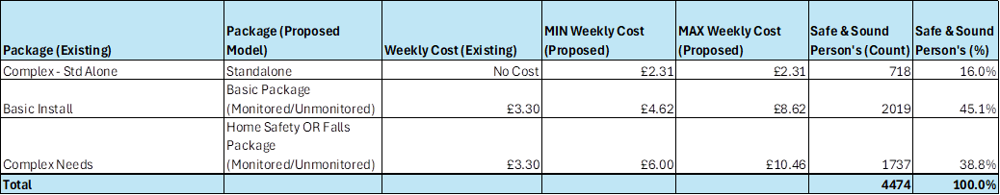 Package (Existing) Package (Proposed Model) Weekly Cost (Existing) MIN Weekly Cost (Proposed) MAX Weekly Cost (Proposed) Safe & Sound Person's (Count) Safe & Sound Person's (%)
Complex - Std Alone Standalone No Cost £2.31 £2.31 718 16.0%
Basic Install Basic Package (Monitored/Unmonitored) £3.30 £4.62 £8.62 2019 45.1%
Complex Needs Home Safety OR Falls Package (Monitored/Unmonitored) £3.30 £6.00 £10.46 1737 38.8%
Total 4474 100.0%